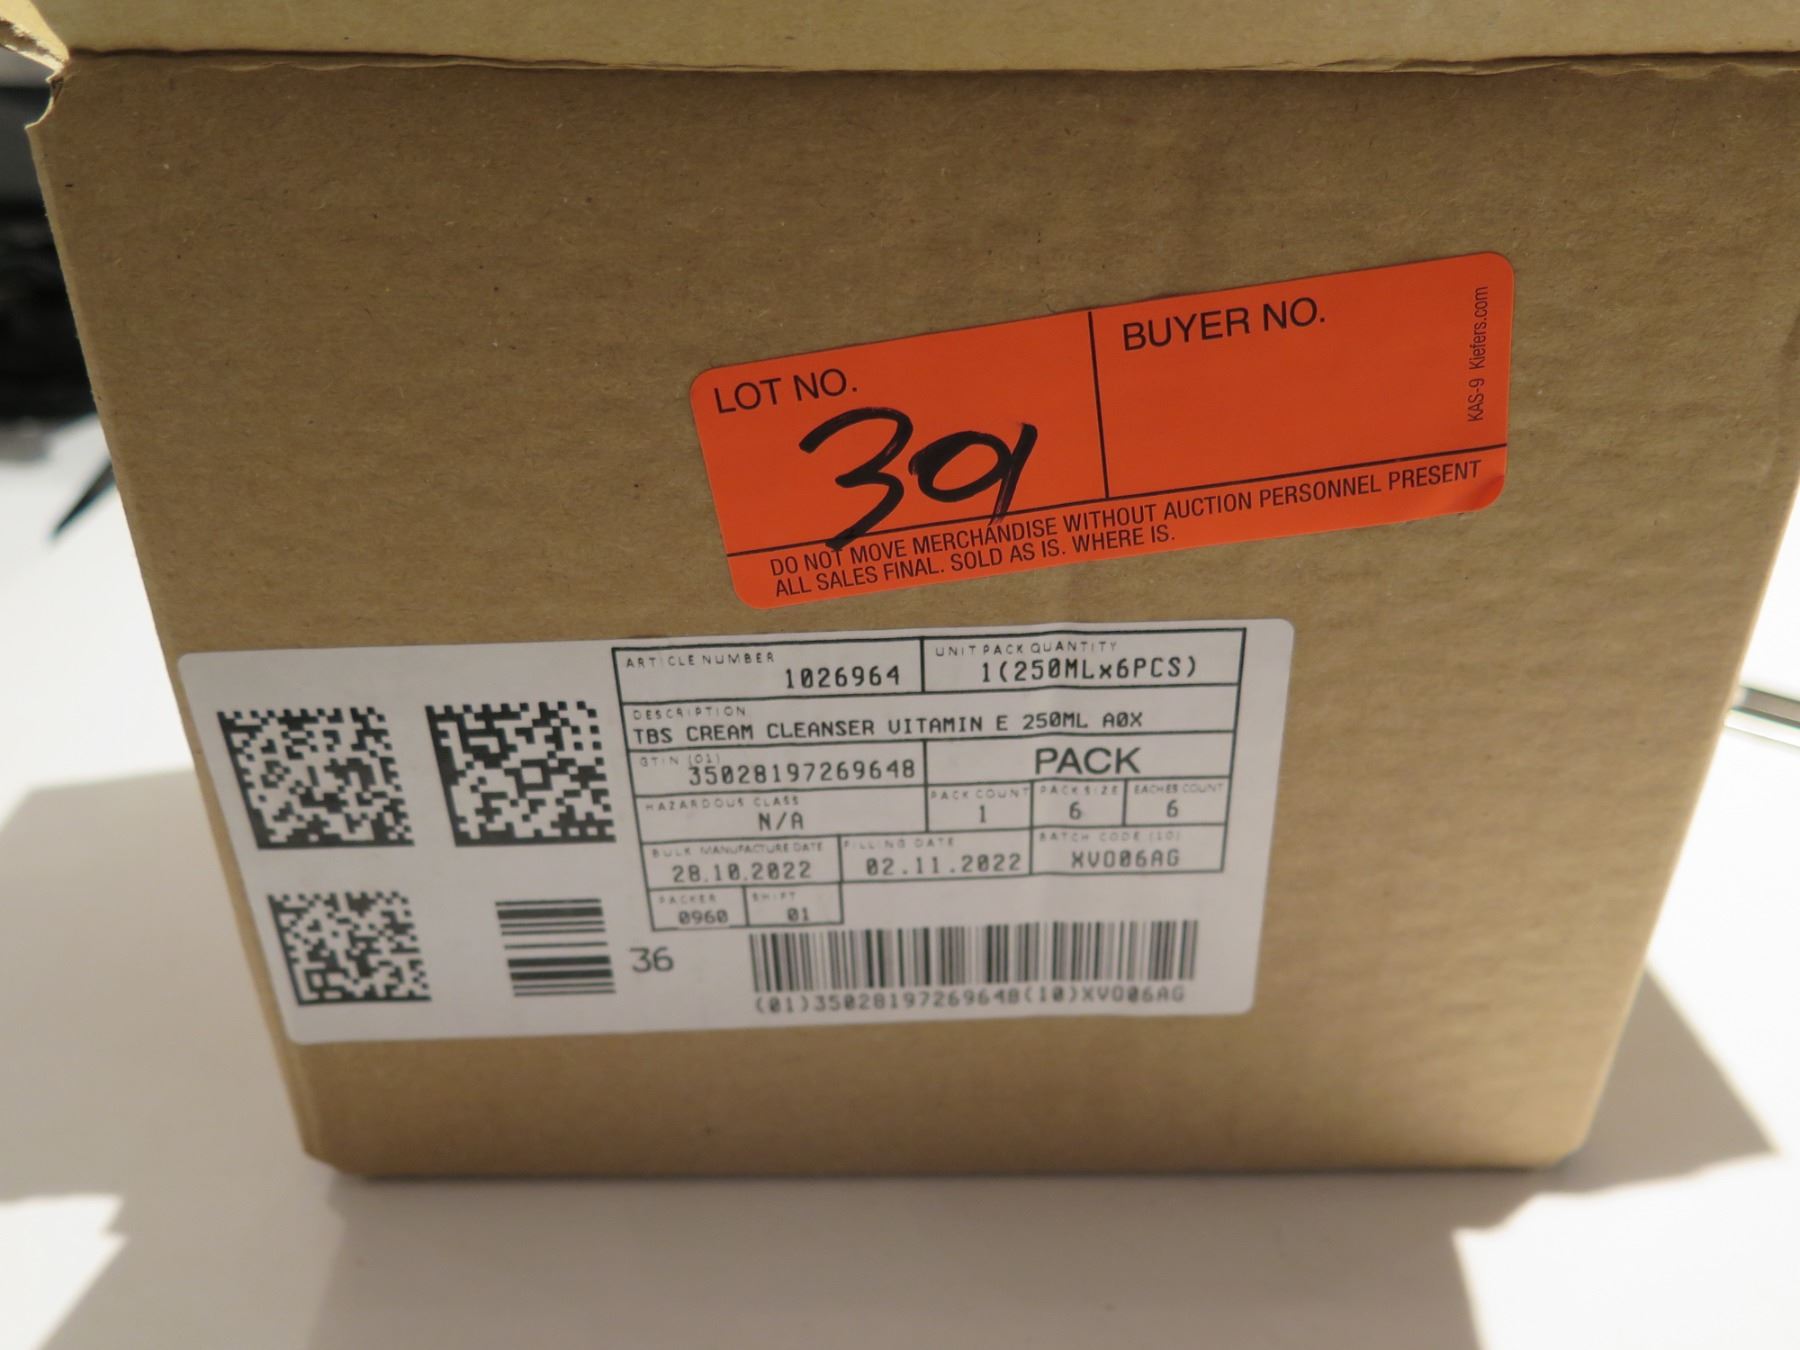 LOT NO.
301
BUYER NO.
KAS-9 Kiefers.com
DO NOT MOVE MERCHANDISE WITHOUT AUCTION PERSONNEL PRESENT
ALL SALES FINAL. SOLD AS IS. WHERE IS.
ARTICLE NUMBER
1026964
UNIT PACK QUANTITY
1(250MLx6PCS)
DESCRIPTION
TBS CREAM CLEANSER VITAMIN E 250ML A0X
GTIN (01)
35028197269648
PACK
HAZARDOUS CLASS
N/A
PACK COUNT
1
PACK SIZE
6
EACHES COUNT
6
BULK MANUFACTURE DATE
28.10.2022
FILLING DATE
02.11.2022
BATCH CODE (10)
XVO06AG
PACKER
0960
SHIFT
01
36
(01)35028197269648(10)XVO06AG